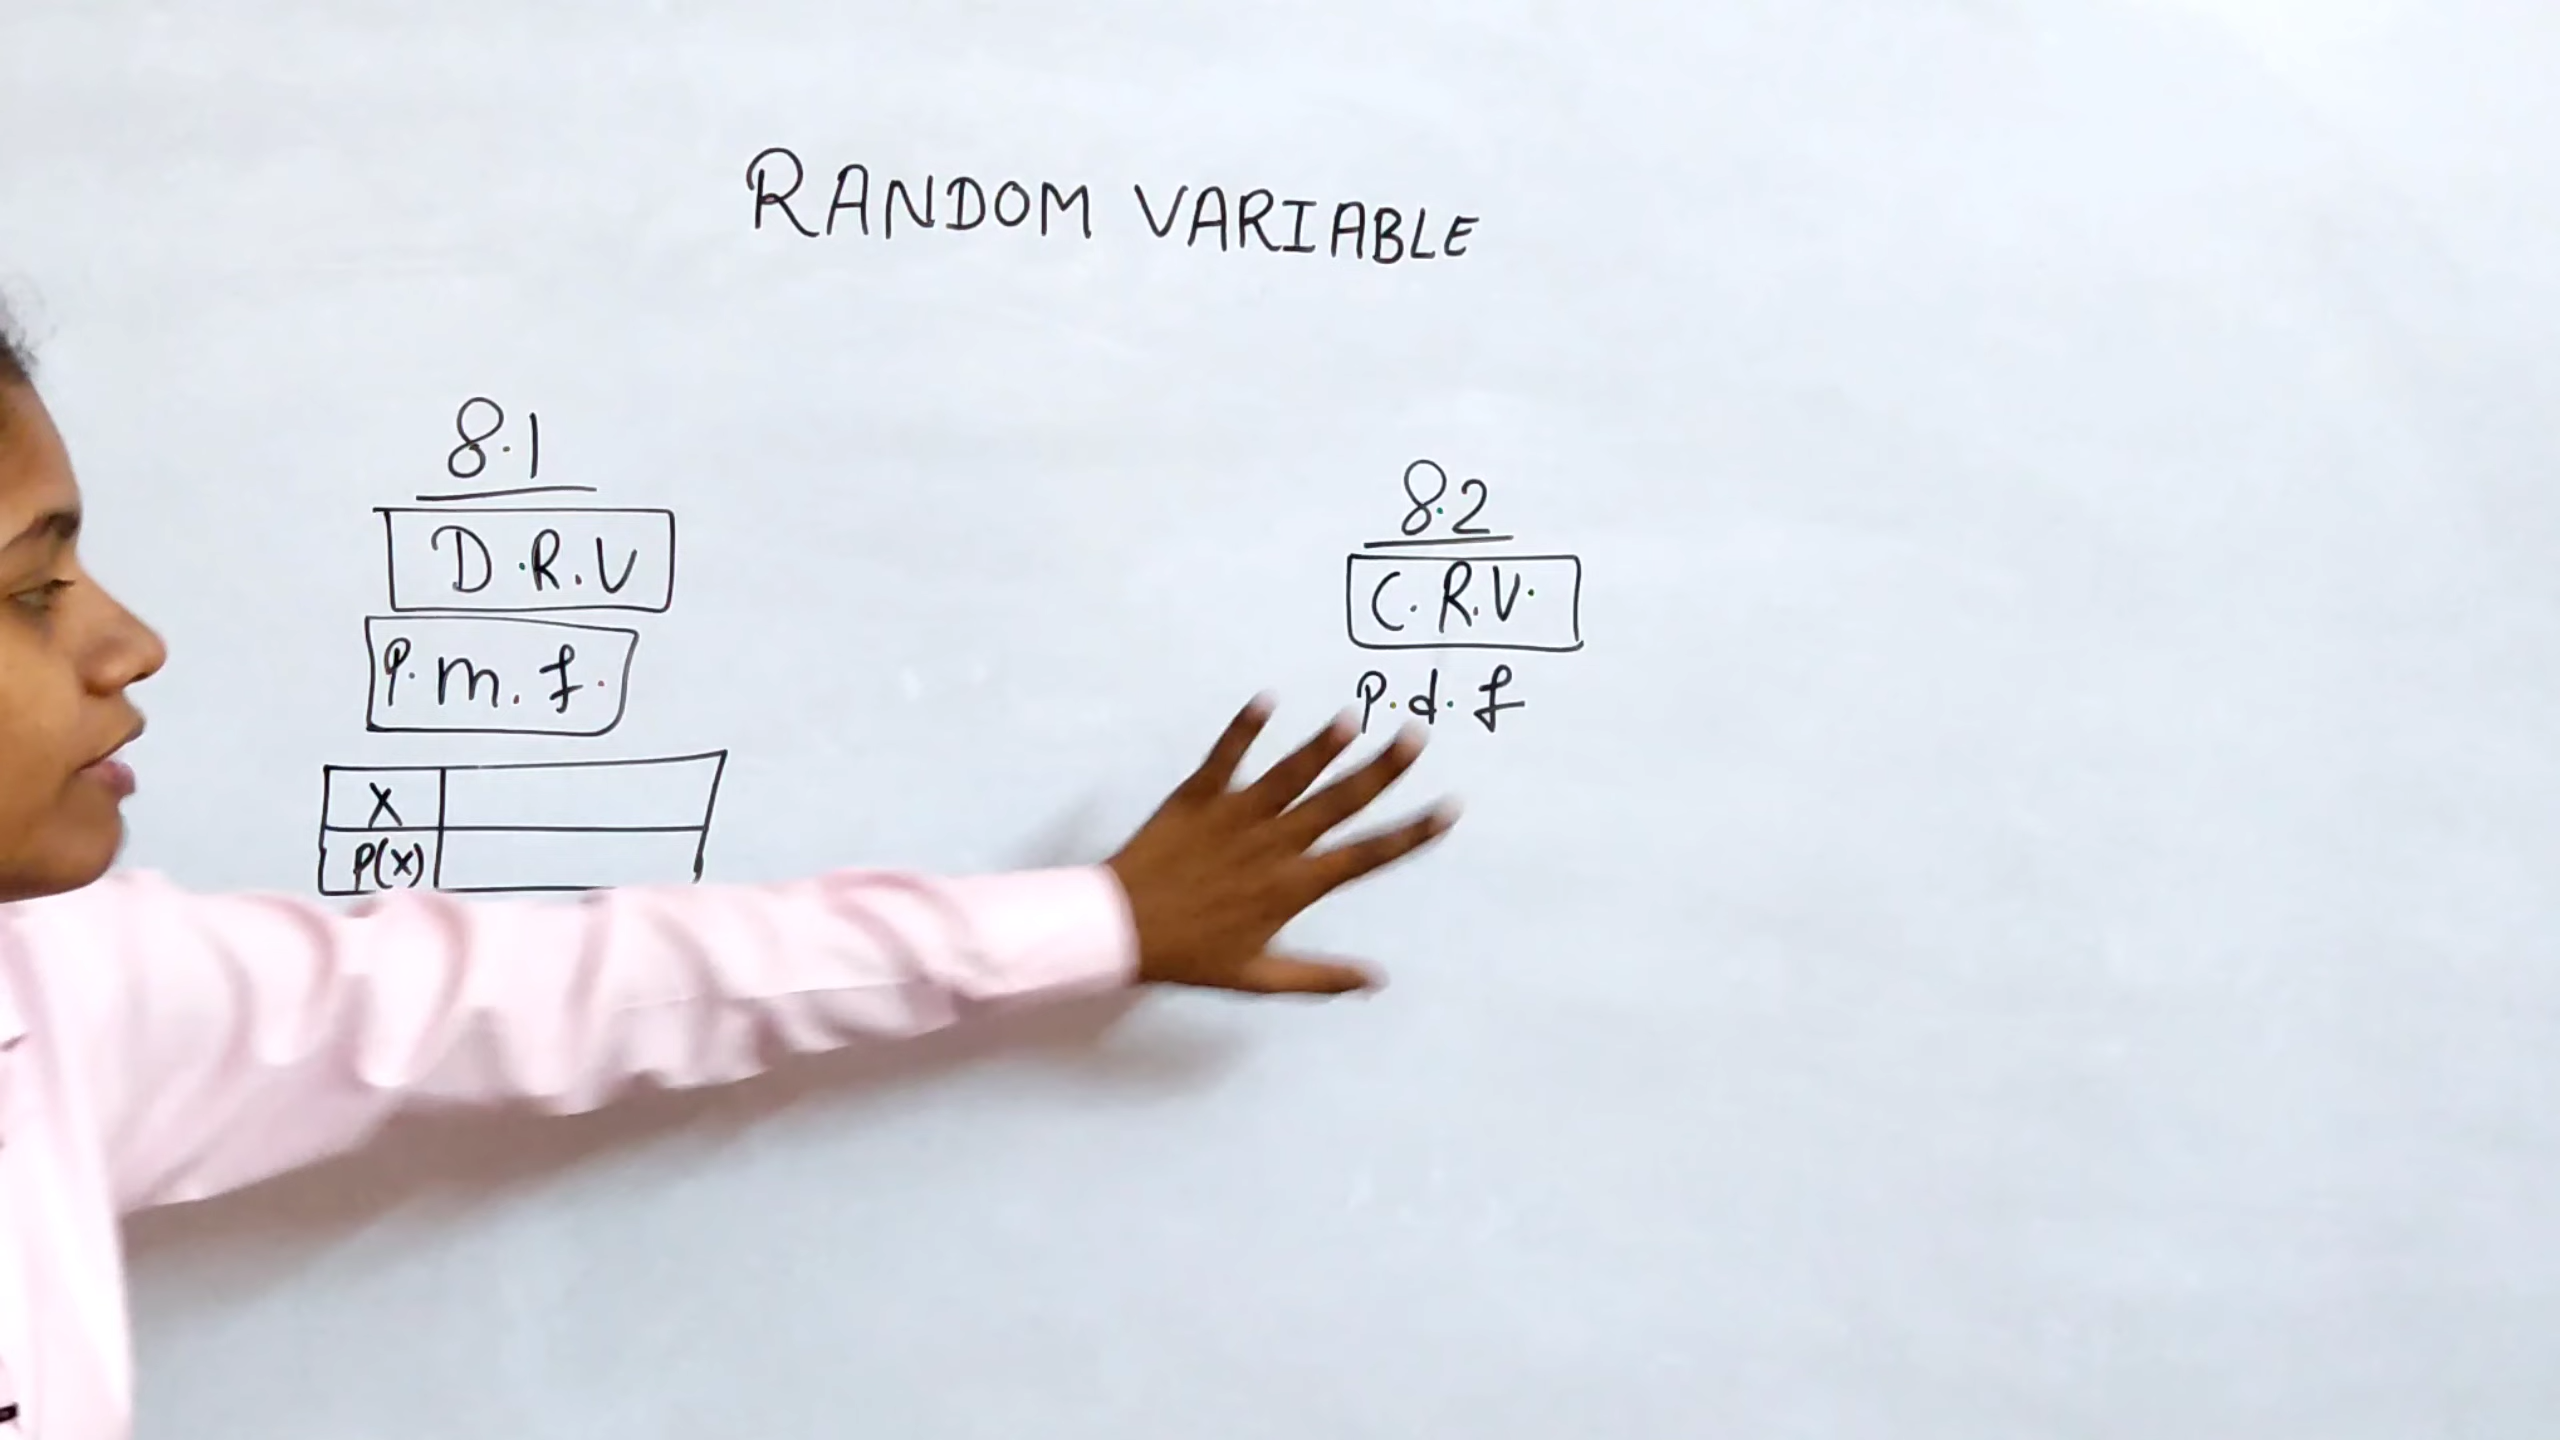 RANDOM VARIABLE
8.1
D.R.V
P.m.f.
X
P(x)
8.2
C.R.V.
P.d.f